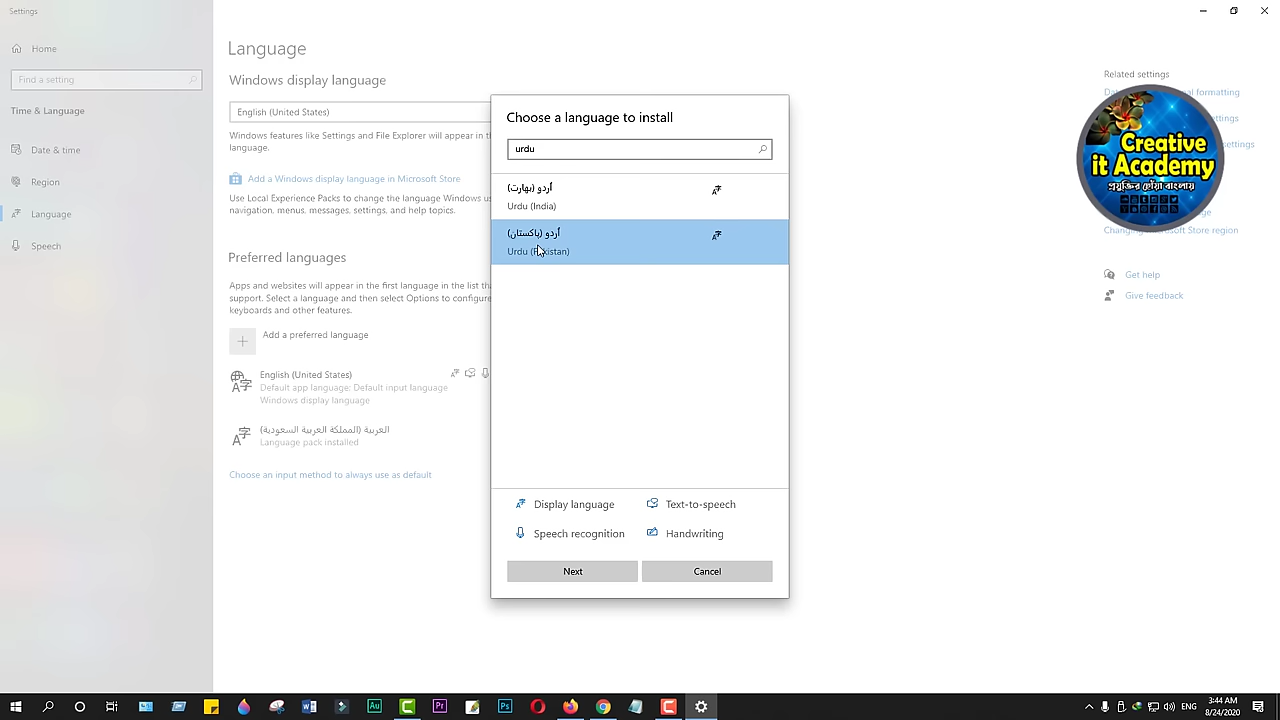 Settings
Home
Find a setting
Time & Language
Date & time
Region
Language
Speech
Language
Windows display language
English (United States)
Windows features like Settings and File Explorer will appear in th
language.
Add a Windows display language in Microsoft Store
Use Local Experience Packs to change the language Windows us
navigation, menus, messages, settings, and help topics.
Preferred languages
Apps and websites will appear in the first language in the list tha
support. Select a language and then select Options to configure
keyboards and other features.
Add a preferred language
English (United States)
Default app language; Default input language
Windows display language
العربية (المملكة العربية السعودية)
Language pack installed
Choose an input method to always use as default
Choose a language to install
urdu
اُردو (بھارت)
Urdu (India)
اُردو (پاکستان)
Urdu (Pakistan)
Display language
Text-to-speech
Speech recognition
Handwriting
Next
Cancel
Related settings
al formatting
ettings
settings
Creative
it Academy
প্রযুক্তির ছোঁয়া বাংলায়
Changing Microsoft Store region
Get help
Give feedback
ENG
3:44 AM
8/24/2020